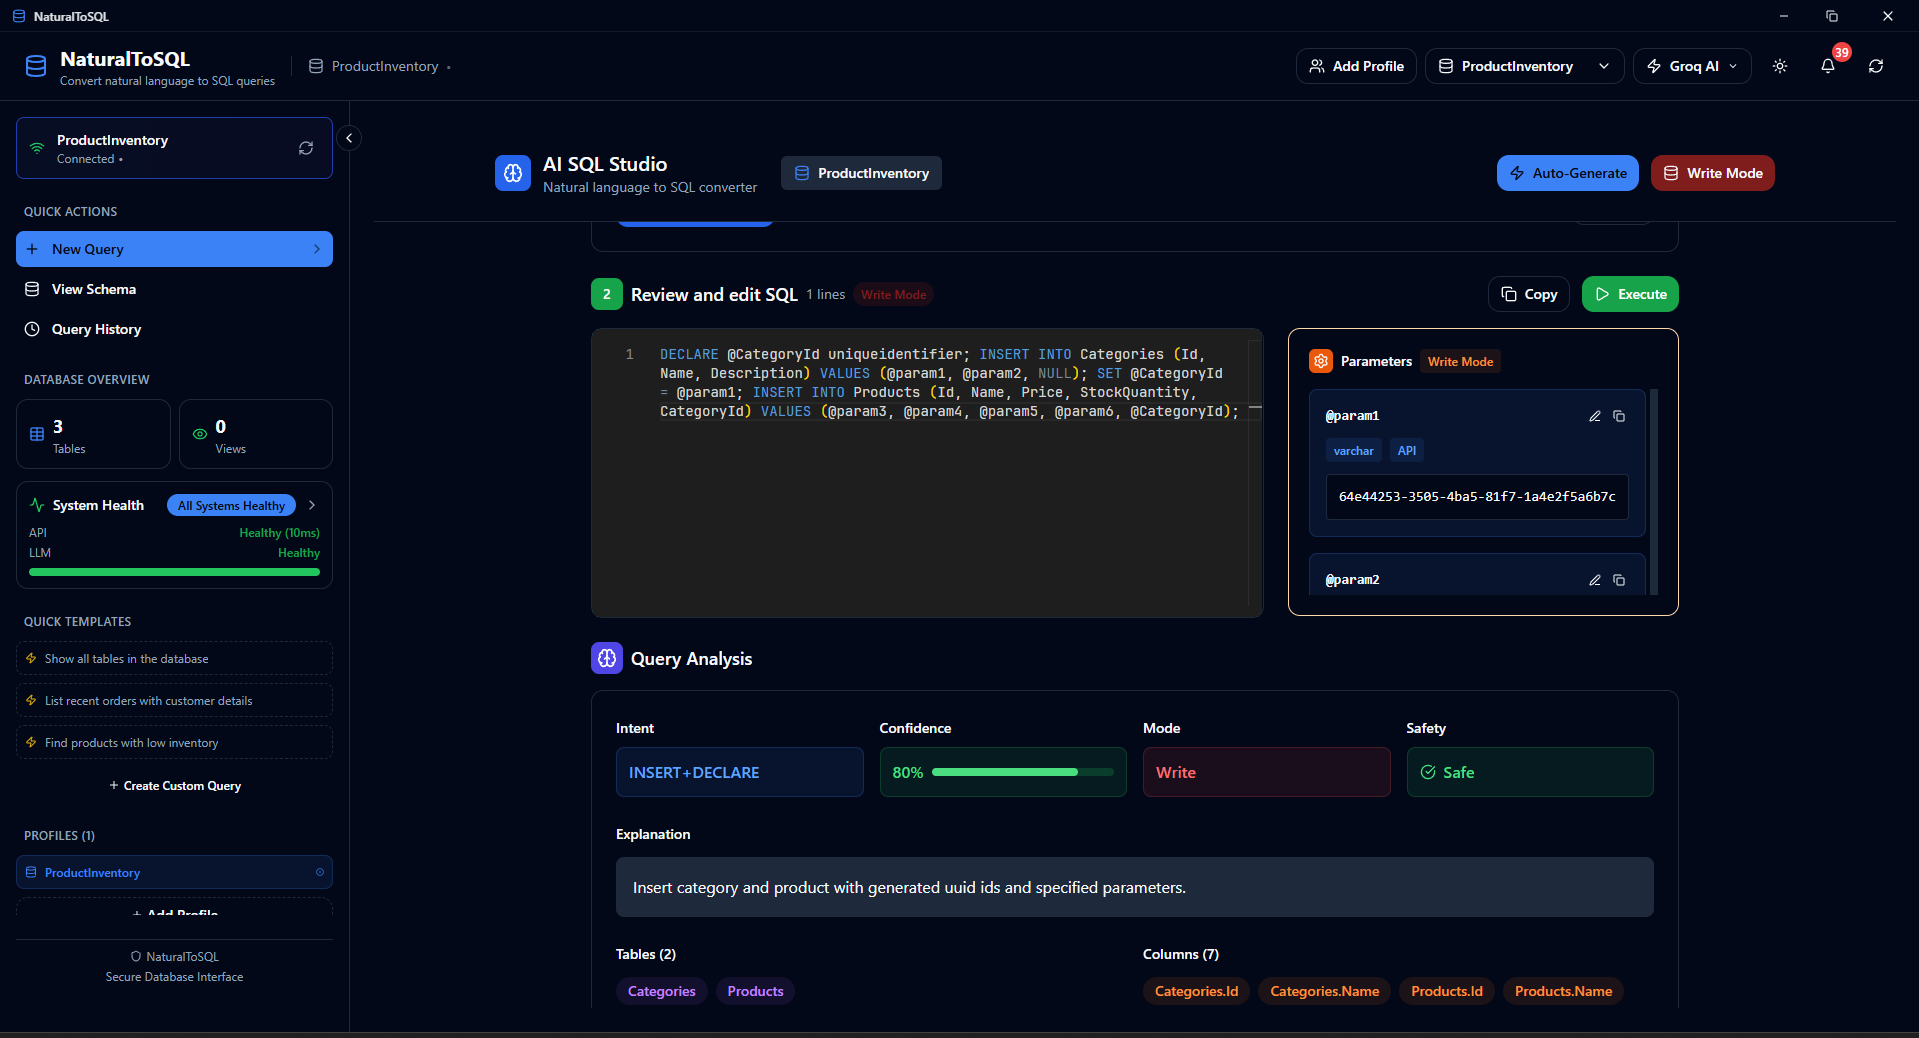 NaturalToSQL
NaturalToSQL
Convert natural language to SQL queries
ProductInventory •
Add Profile
ProductInventory
Groq AI
39
ProductInventory
Connected •
QUICK ACTIONS
New Query
View Schema
Query History
DATABASE OVERVIEW
3
Tables
0
Views
System Health
All Systems Healthy
API
Healthy (10ms)
LLM
Healthy
QUICK TEMPLATES
Show all tables in the database
List recent orders with customer details
Find products with low inventory
+ Create Custom Query
PROFILES (1)
ProductInventory
+ Add Profile
NaturalToSQL
Secure Database Interface
AI SQL Studio
Natural language to SQL converter
ProductInventory
Auto-Generate
Write Mode
2
Review and edit SQL
1 lines
Write Mode
Copy
Execute
1
DECLARE @CategoryId uniqueidentifier; INSERT INTO Categories (Id,
Name, Description) VALUES (@param1, @param2, NULL); SET @CategoryId
= @param1; INSERT INTO Products (Id, Name, Price, StockQuantity,
CategoryId) VALUES (@param3, @param4, @param5, @param6, @CategoryId);
Parameters
Write Mode
@param1
varchar
API
64e44253-3505-4ba5-81f7-1a4e2f5a6b7c
@param2
Query Analysis
Intent
INSERT+DECLARE
Confidence
80%
Mode
Write
Safety
Safe
Explanation
Insert category and product with generated uuid ids and specified parameters.
Tables (2)
Categories
Products
Columns (7)
Categories.Id
Categories.Name
Products.Id
Products.Name